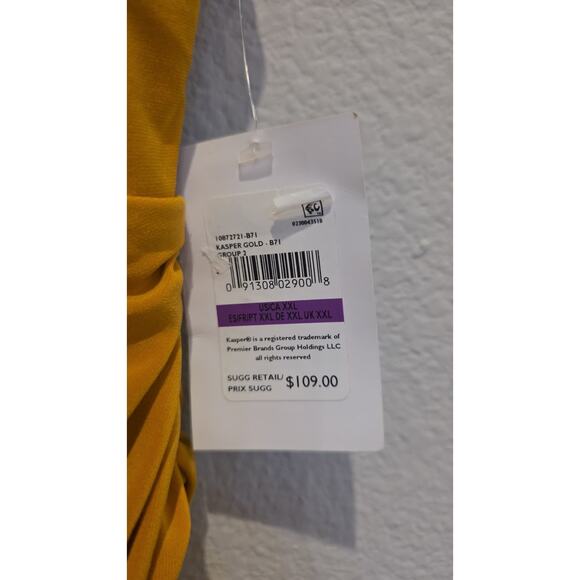 0230043518
10872721-B71
KASPER GOLD - B71
GROUP 2
0 91308 02900 8
US/CA XXL
ES/FR/PT XXL DE XXL UK XXL
Kasper® is a registered trademark of
Premier Brands Group Holdings LLC
all rights reserved
SUGG RETAIL/
PRIX SUGG $109.00